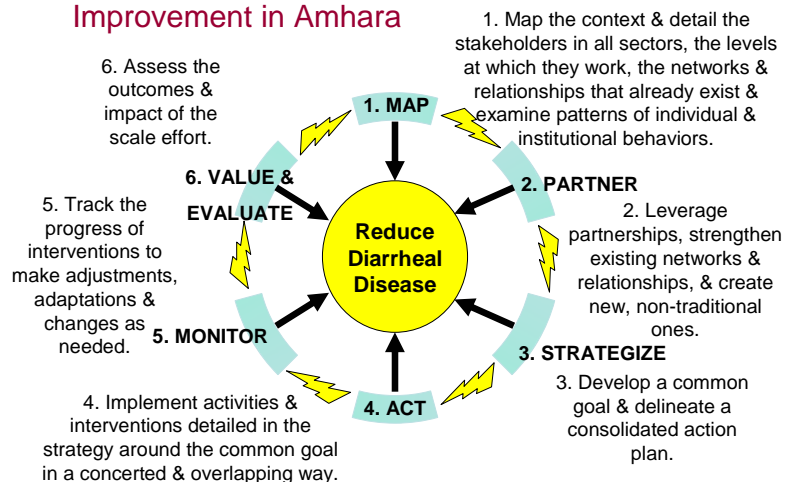 Improvement in Amhara
1. Map the context & detail the
stakeholders in all sectors, the levels
at which they work, the networks &
relationships that already exist &
examine patterns of individual &
institutional behaviors.
1. MAP
2. PARTNER
2. Leverage
partnerships, strengthen
existing networks &
relationships, & create
new, non-traditional
ones.
3. STRATEGIZE
3. Develop a common
goal & delineate a
consolidated action
plan.
4. ACT
4. Implement activities &
interventions detailed in the
strategy around the common goal
in a concerted & overlapping way.
5. MONITOR
5. Track the
progress of
interventions to
make adjustments,
adaptations &
changes as
needed.
6. VALUE &
EVALUATE
6. Assess the
outcomes &
impact of the
scale effort.
Reduce
Diarrheal
Disease